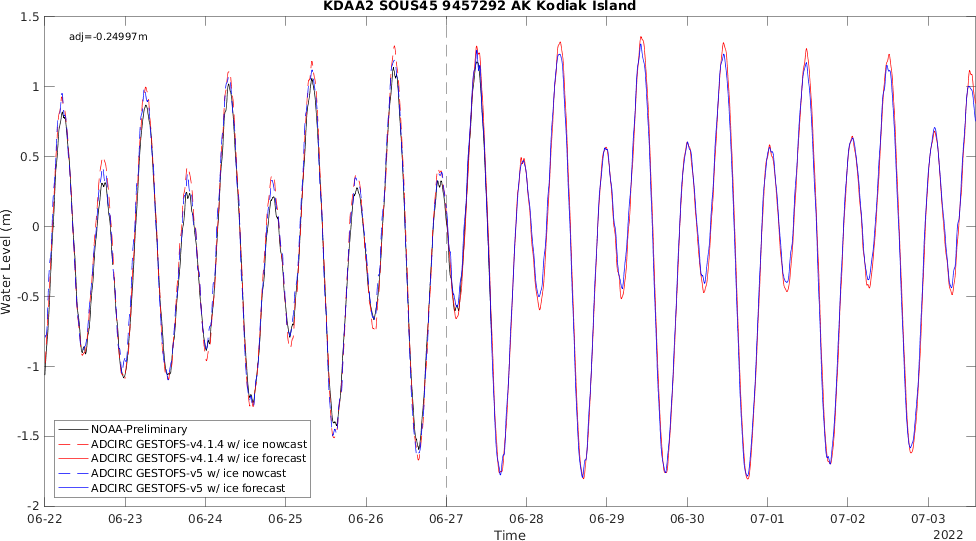 KDAA2 SOUS45 9457292 AK Kodiak Island
adj=-0.24997m
1.5
1
0.5
0
-0.5
-1
-1.5
-2
Water Level (m)
NOAA-Preliminary
ADCIRC GESTOFS-v4.1.4 w/ ice nowcast
ADCIRC GESTOFS-v4.1.4 w/ ice forecast
ADCIRC GESTOFS-v5 w/ ice nowcast
ADCIRC GESTOFS-v5 w/ ice forecast
06-22 06-23 06-24 06-25 06-26 06-27 06-28 06-29 06-30 07-01 07-02 07-03
Time
2022